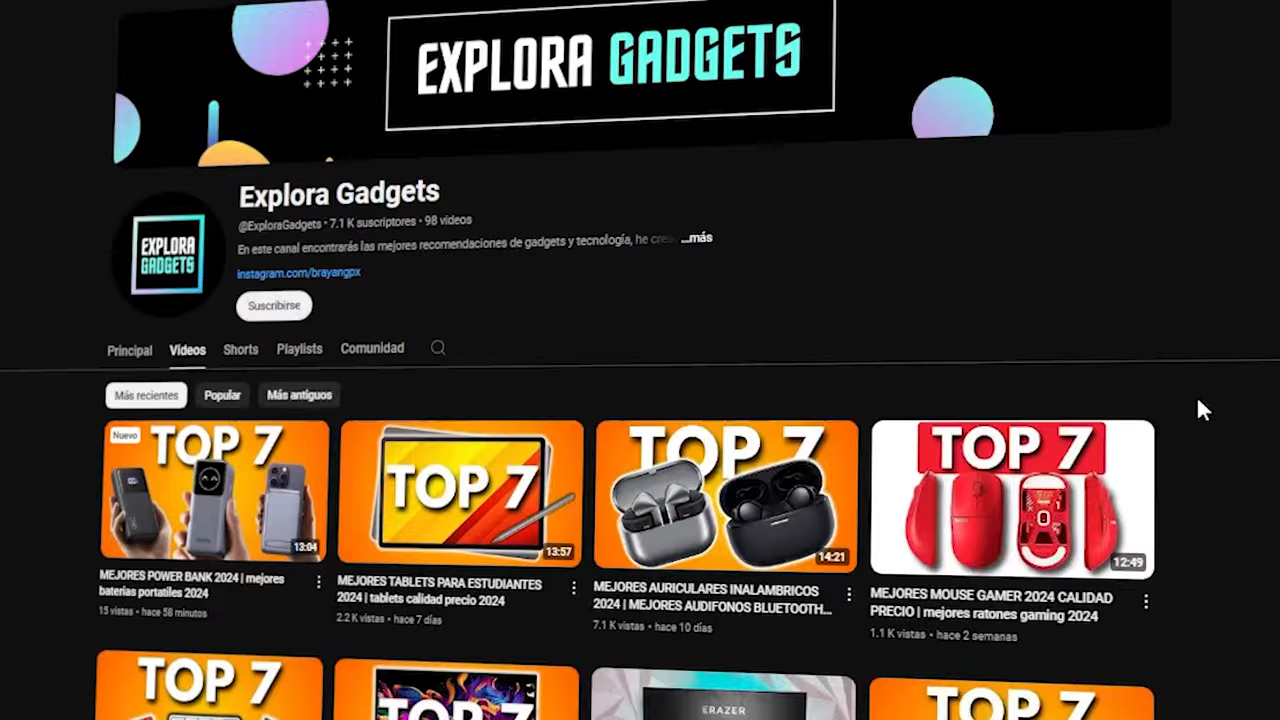 EXPLORA GADGETS
Explora Gadgets
@ExploraGadgets • 7.1 K suscriptores • 98 videos
En este canal encontrarás las mejores recomendaciones de gadgets y tecnología, he ...más
instagram.com/brayangpx
EXPLORA
GADGETS
Suscribirse
Principal Videos Shorts Playlists Comunidad
Más recientes Popular Más antiguos
Nuevo
TOP 7
13:04
TOP 7
13:57
TOP 7
14:21
TOP 7
12:49
MEJORES POWER BANK 2024 | mejores
baterias portatiles 2024
15 vistas • hace 58 minutos
MEJORES TABLETS PARA ESTUDIANTES
2024 | tablets calidad precio 2024
2.2 K vistas • hace 7 días
MEJORES AURICULARES INALAMBRICOS
2024 | MEJORES AUDIFONOS BLUETOOTH...
7.1 K vistas • hace 10 días
MEJORES MOUSE GAMER 2024 CALIDAD
PRECIO | mejores ratones gaming 2024
1.1 K vistas • hace 2 semanas
TOP 7
TOP 7
ERAZER
TOP 7